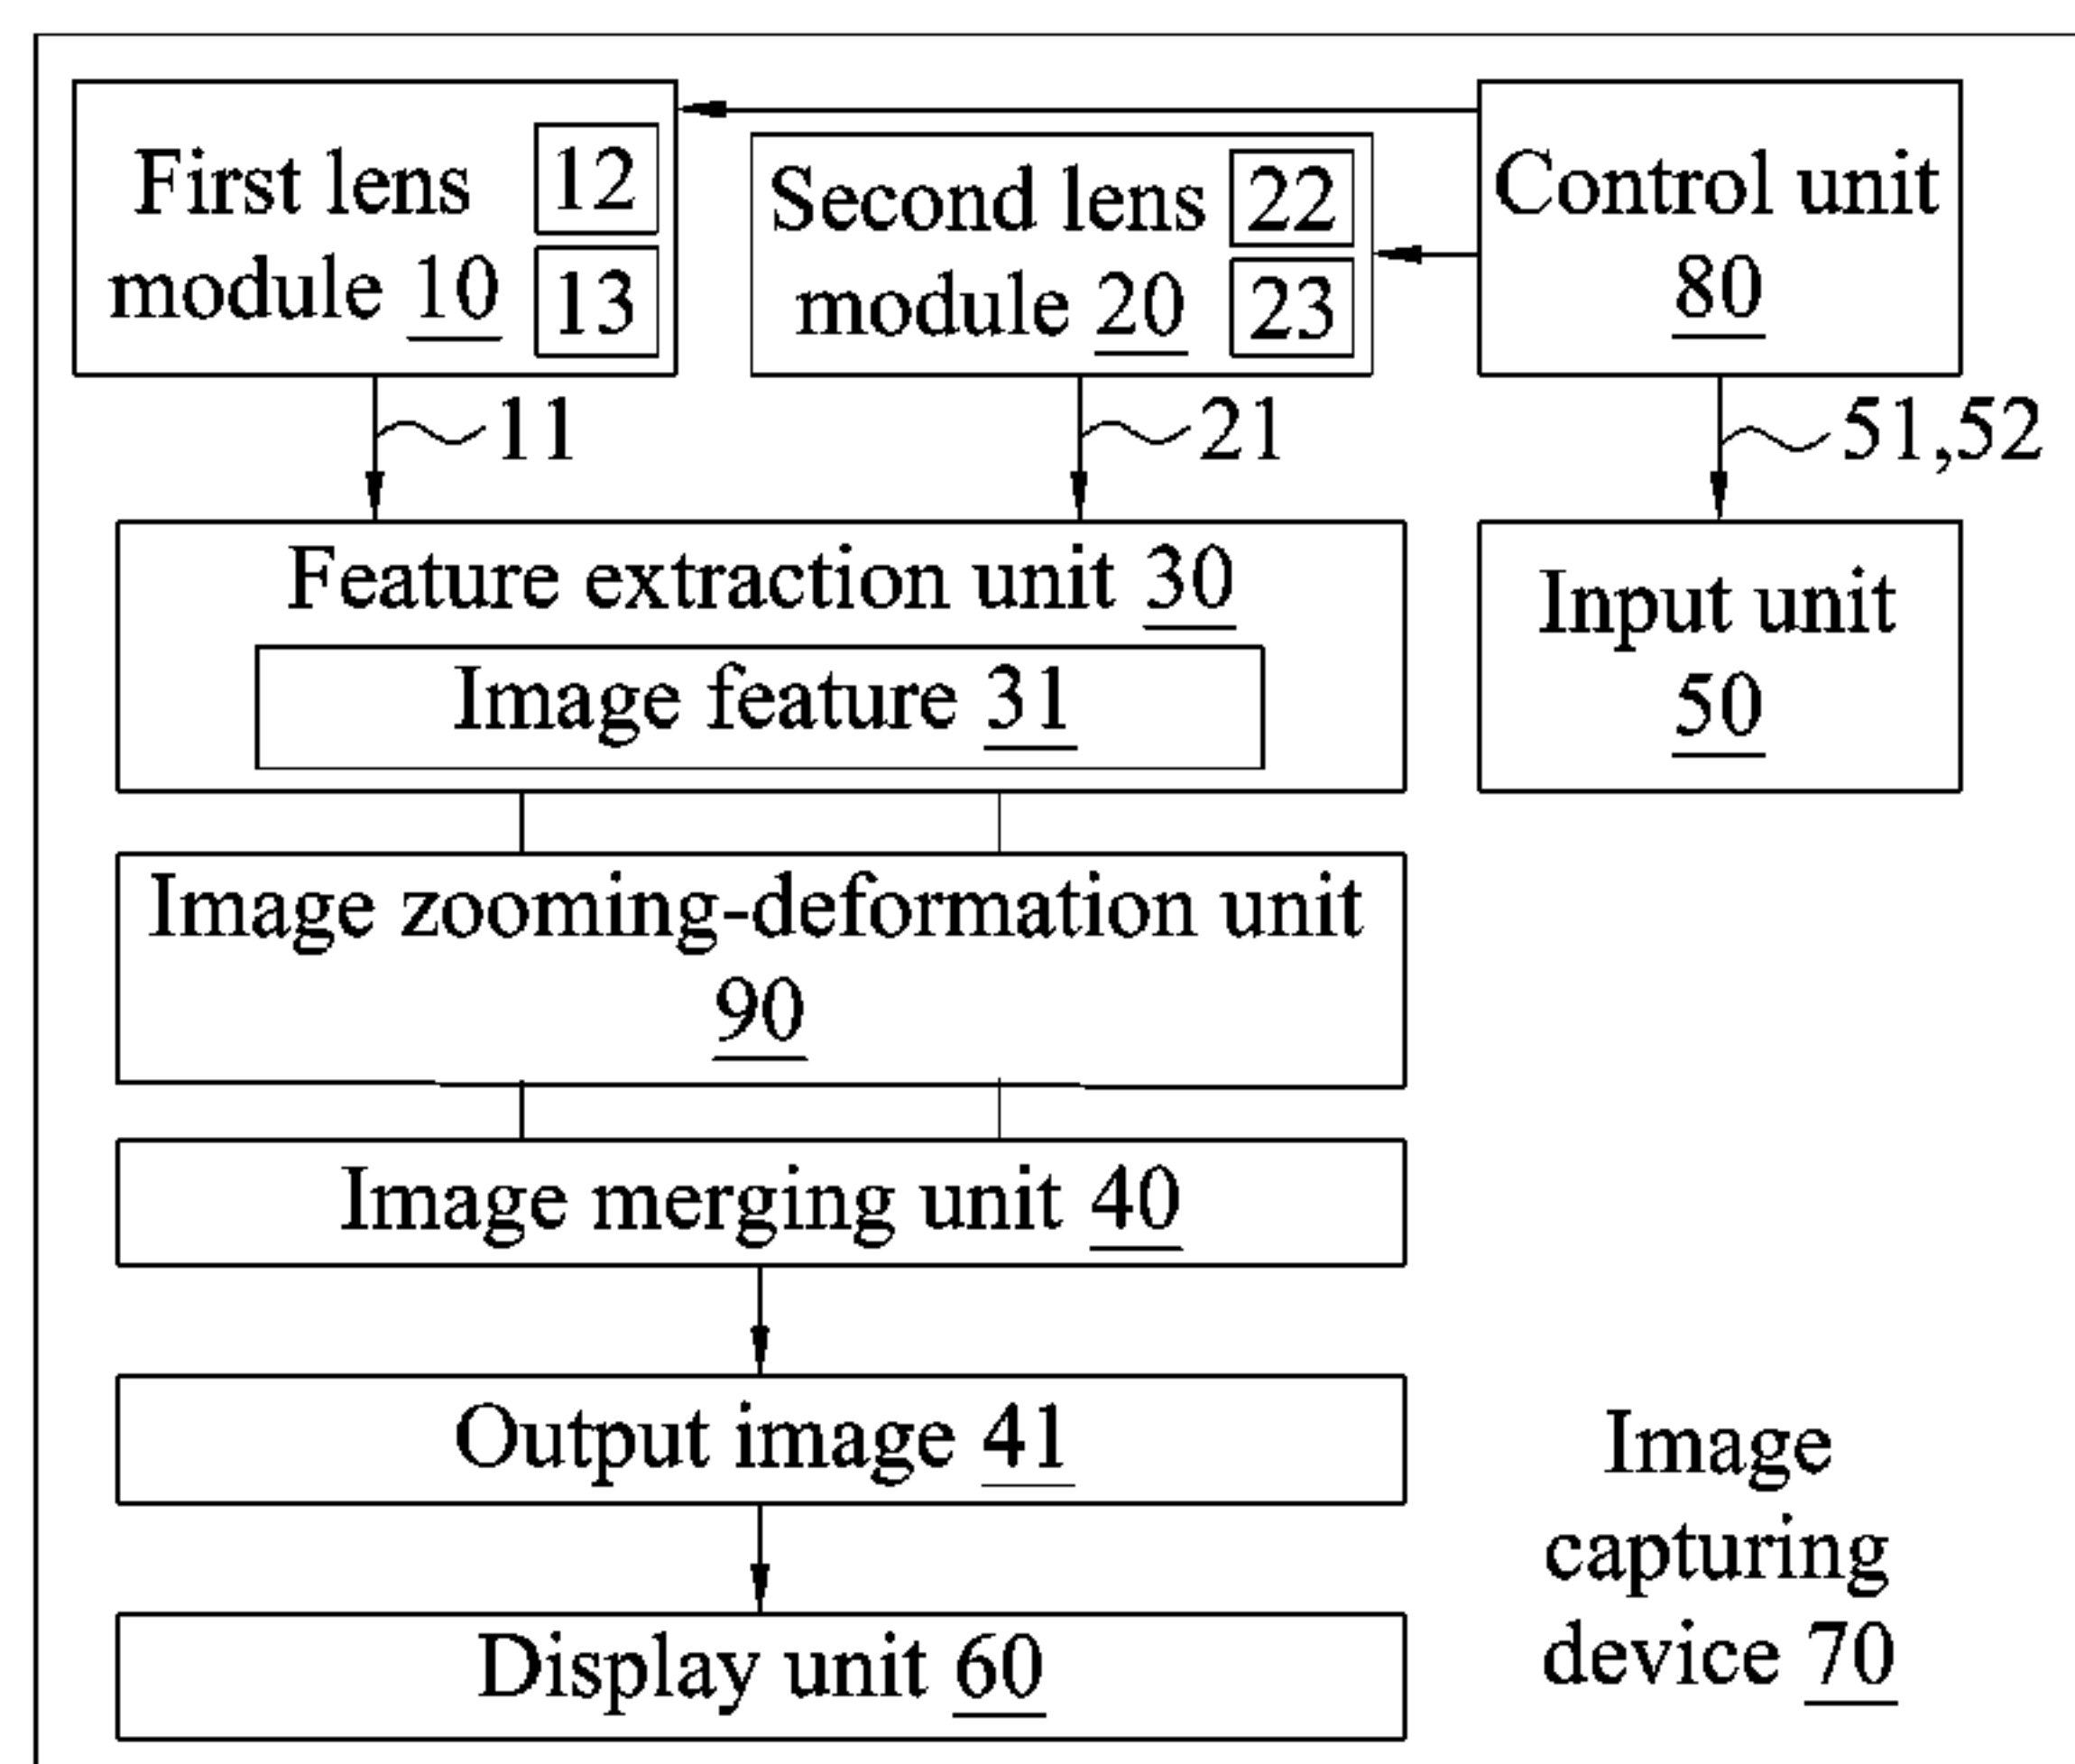 First lens
module 10
12
13
Second lens
module 20
22
23
Control unit
80
11
21
51,52
Feature extraction unit 30
Image feature 31
Input unit
50
Image zooming-deformation unit
90
Image merging unit 40
Output image 41
Display unit 60
Image
capturing
device 70